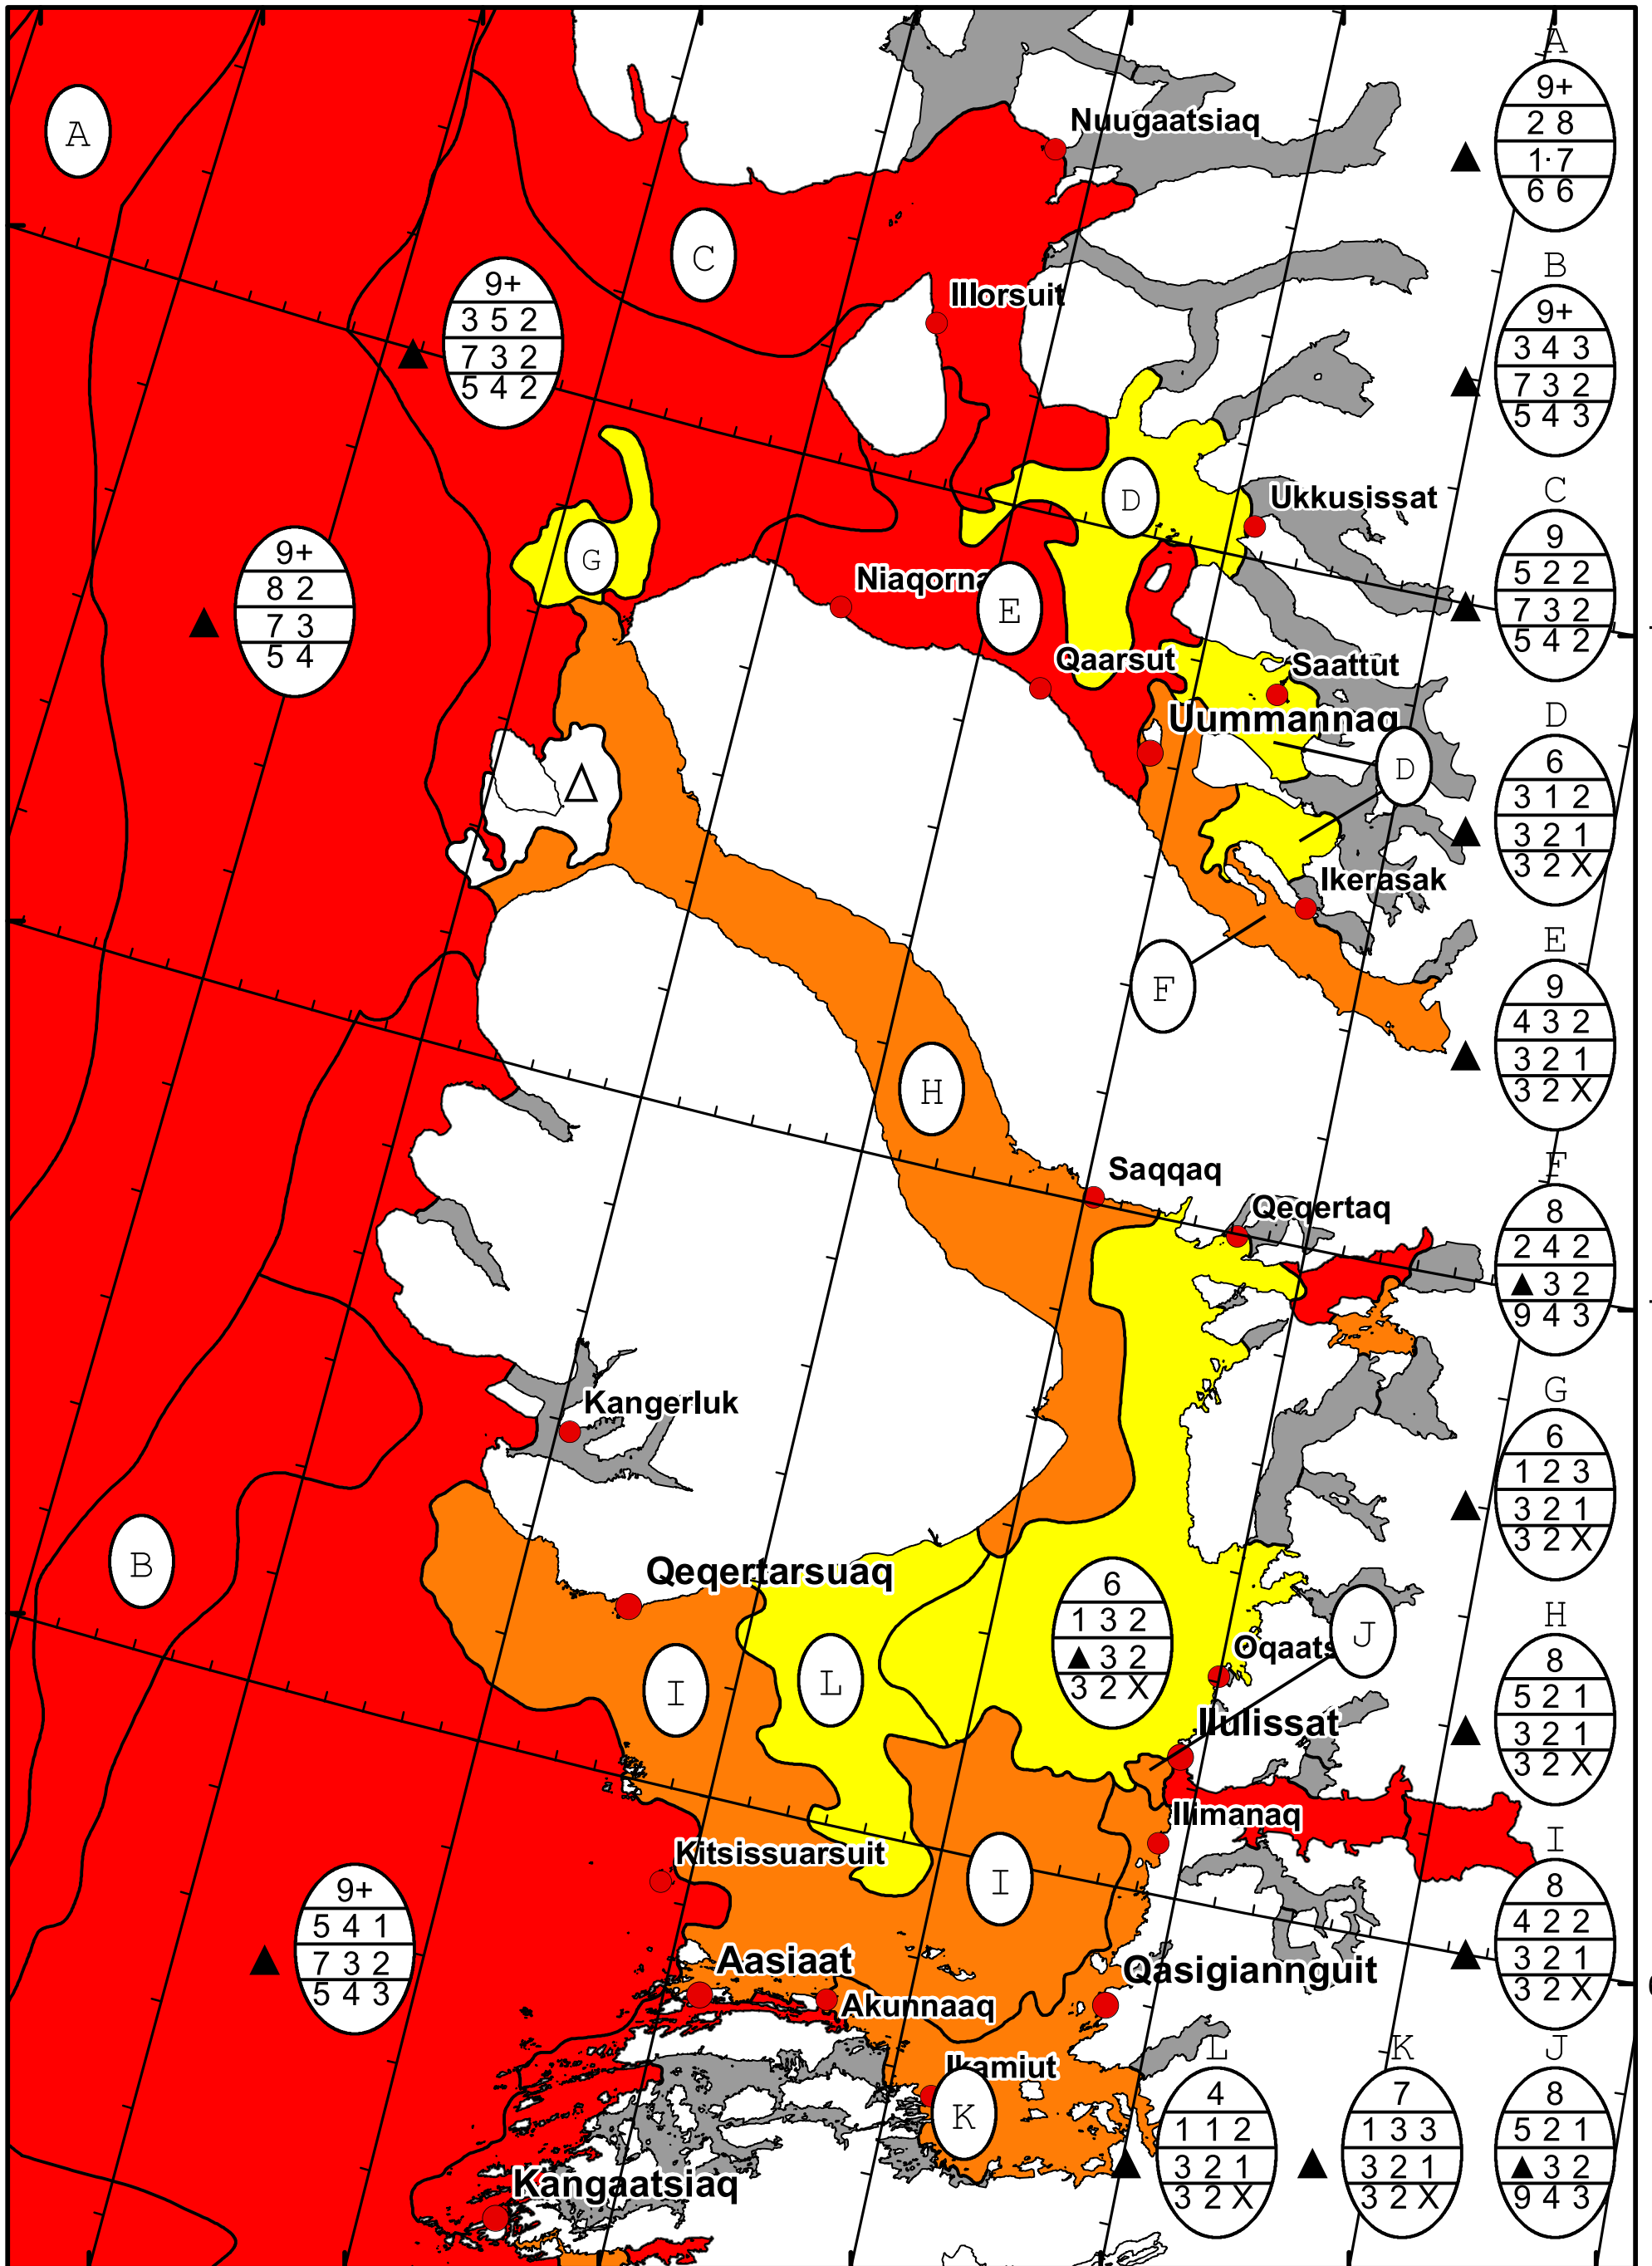 A
9+
2 8
1·7
6 6
A
Nuugaatsiaq
C
B
9+
3 4 3
7 3 2
5 4 3
9+
3 5 2
7 3 2
5 4 2
Illorsuit
C
9
5 2 2
7 3 2
5 4 2
D
Ukkusissat
9+
8 2
7 3
5 4
G
Niaqorna
E
Qaarsut
Saattut
Uummannaq
D
D
6
3 1 2
3 2 1
3 2 X
Δ
Ikerasak
F
E
9
4 3 2
3 2 1
3 2 X
H
Saqqaq
Qeqertaq
F
8
2 4 2
▲ 3 2
9 4 3
Kangerluk
G
6
1 2 3
3 2 1
3 2 X
B
Qeqertarsuaq
6
1 3 2
▲ 3 2
3 2 X
J
Oqaats
I
L
Ilulissat
H
8
5 2 1
3 2 1
3 2 X
Ilimanaq
Kitsissuarsuit
I
I
8
4 2 2
3 2 1
3 2 X
9+
5 4 1
7 3 2
5 4 3
Aasiaat
Akunnaaq
Qasigiannguit
Ikamiut
K
Kangaatsiaq
L
4
1 1 2
3 2 1
3 2 X
K
7
1 3 3
3 2 1
3 2 X
J
8
5 2 1
▲ 3 2
9 4 3